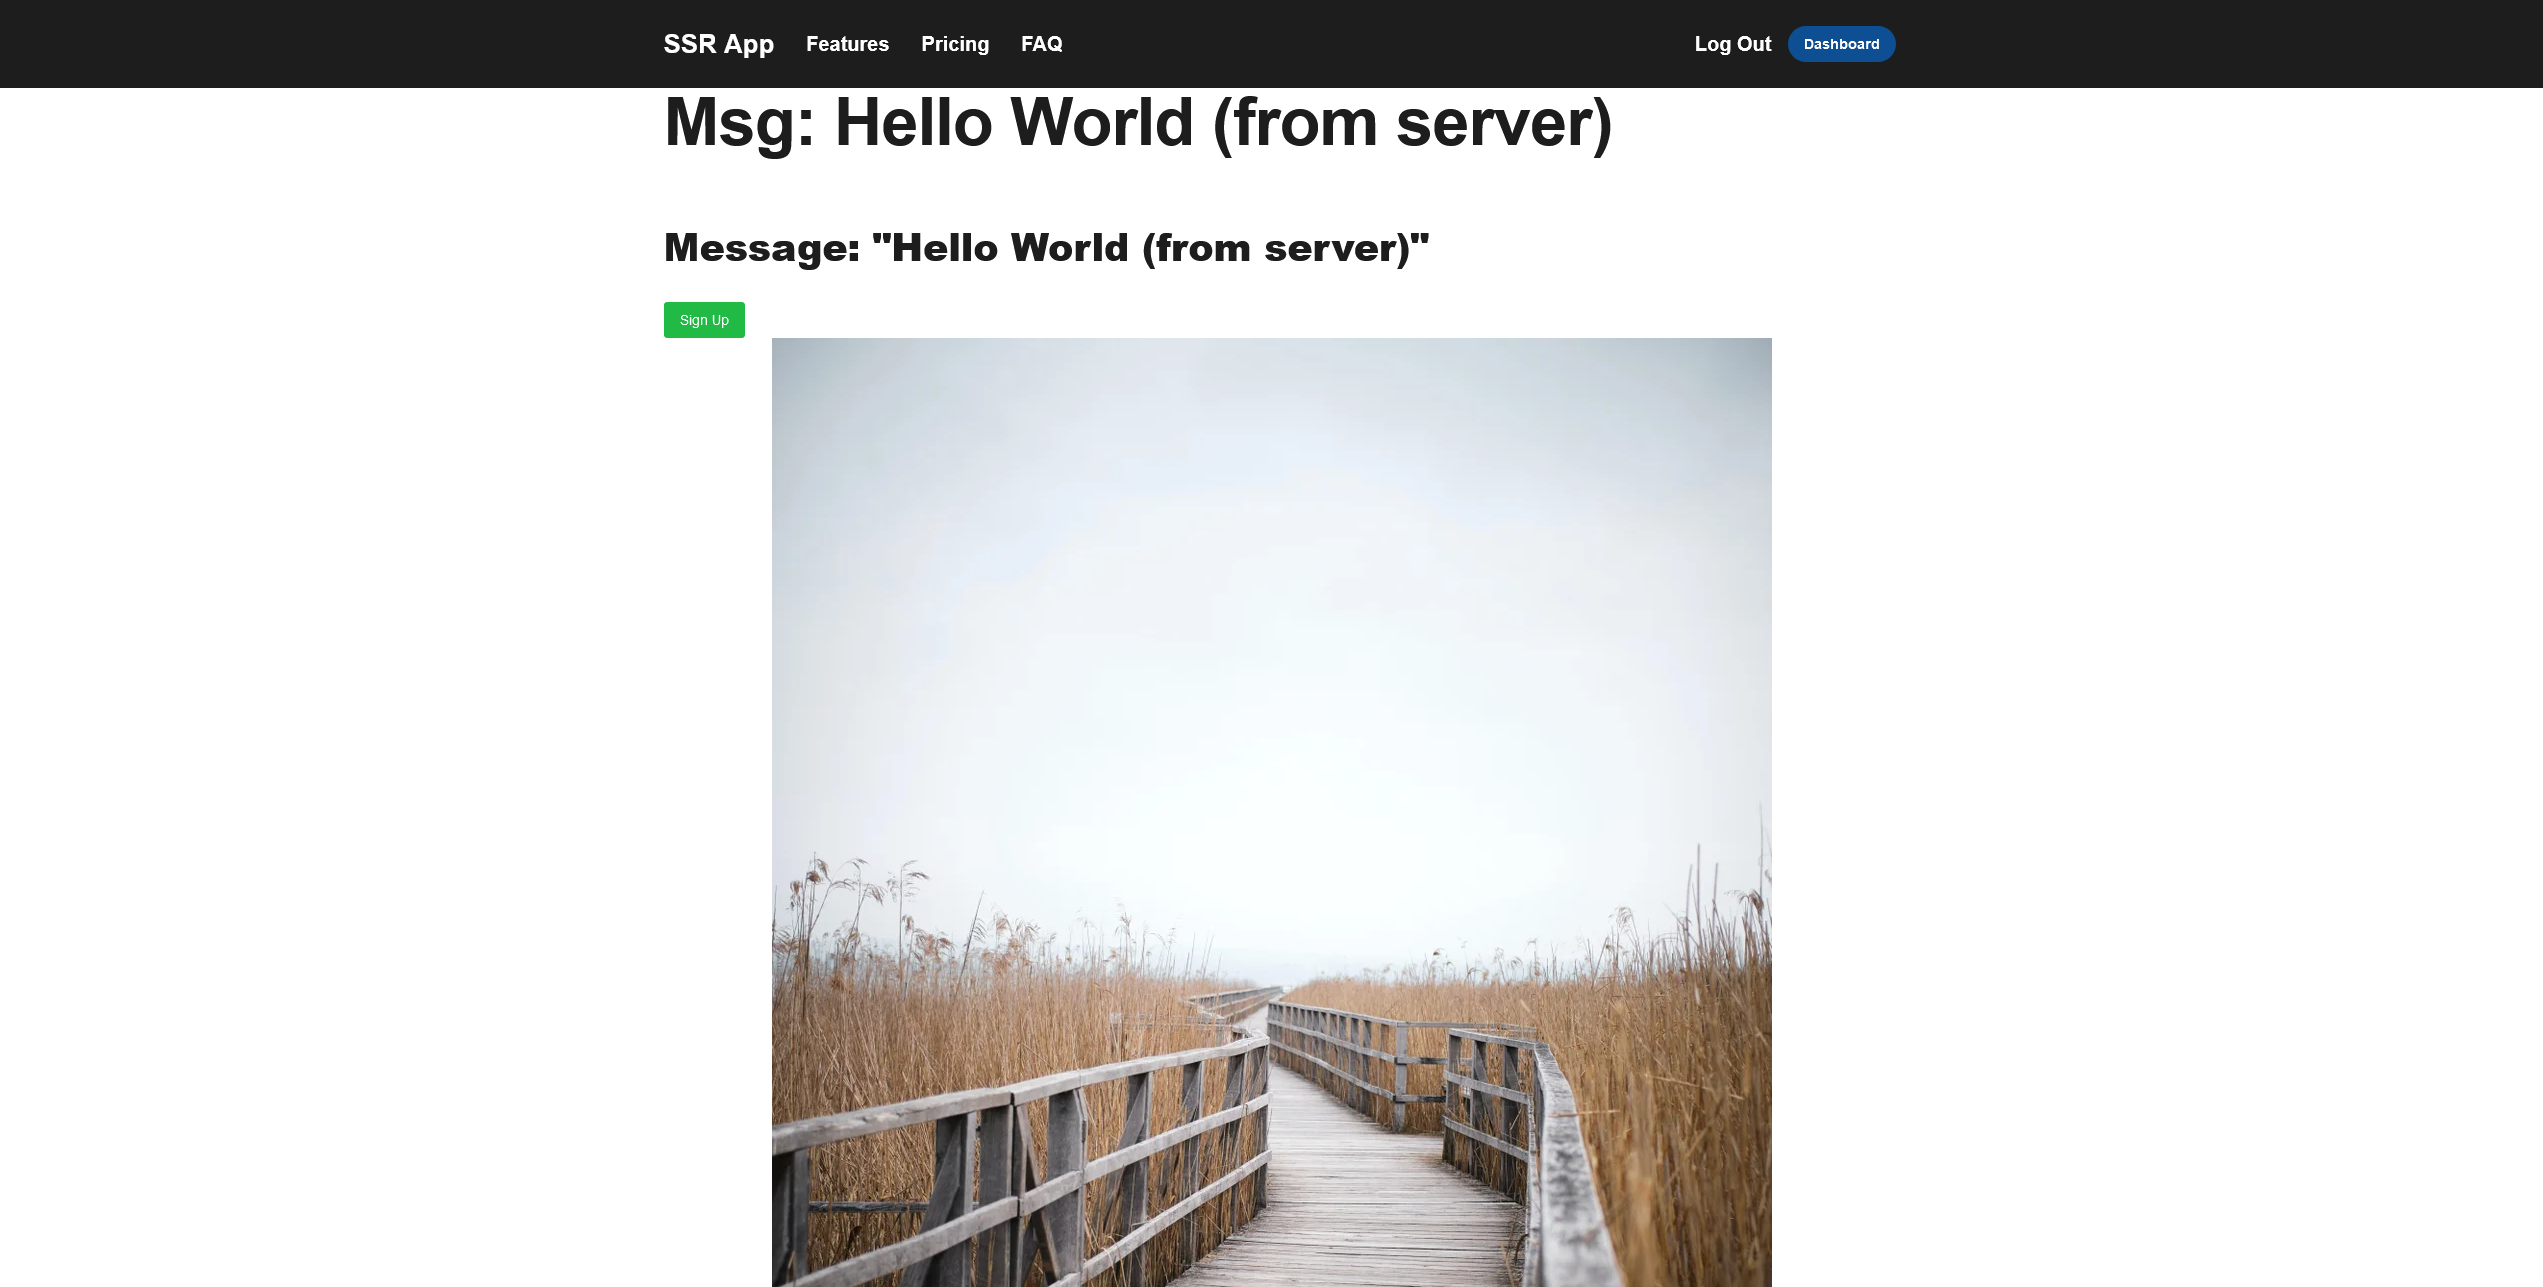 SSR App Features Pricing FAQ Log Out Dashboard
Msg: Hello World (from server)
Message: "Hello World (from server)"
Sign Up